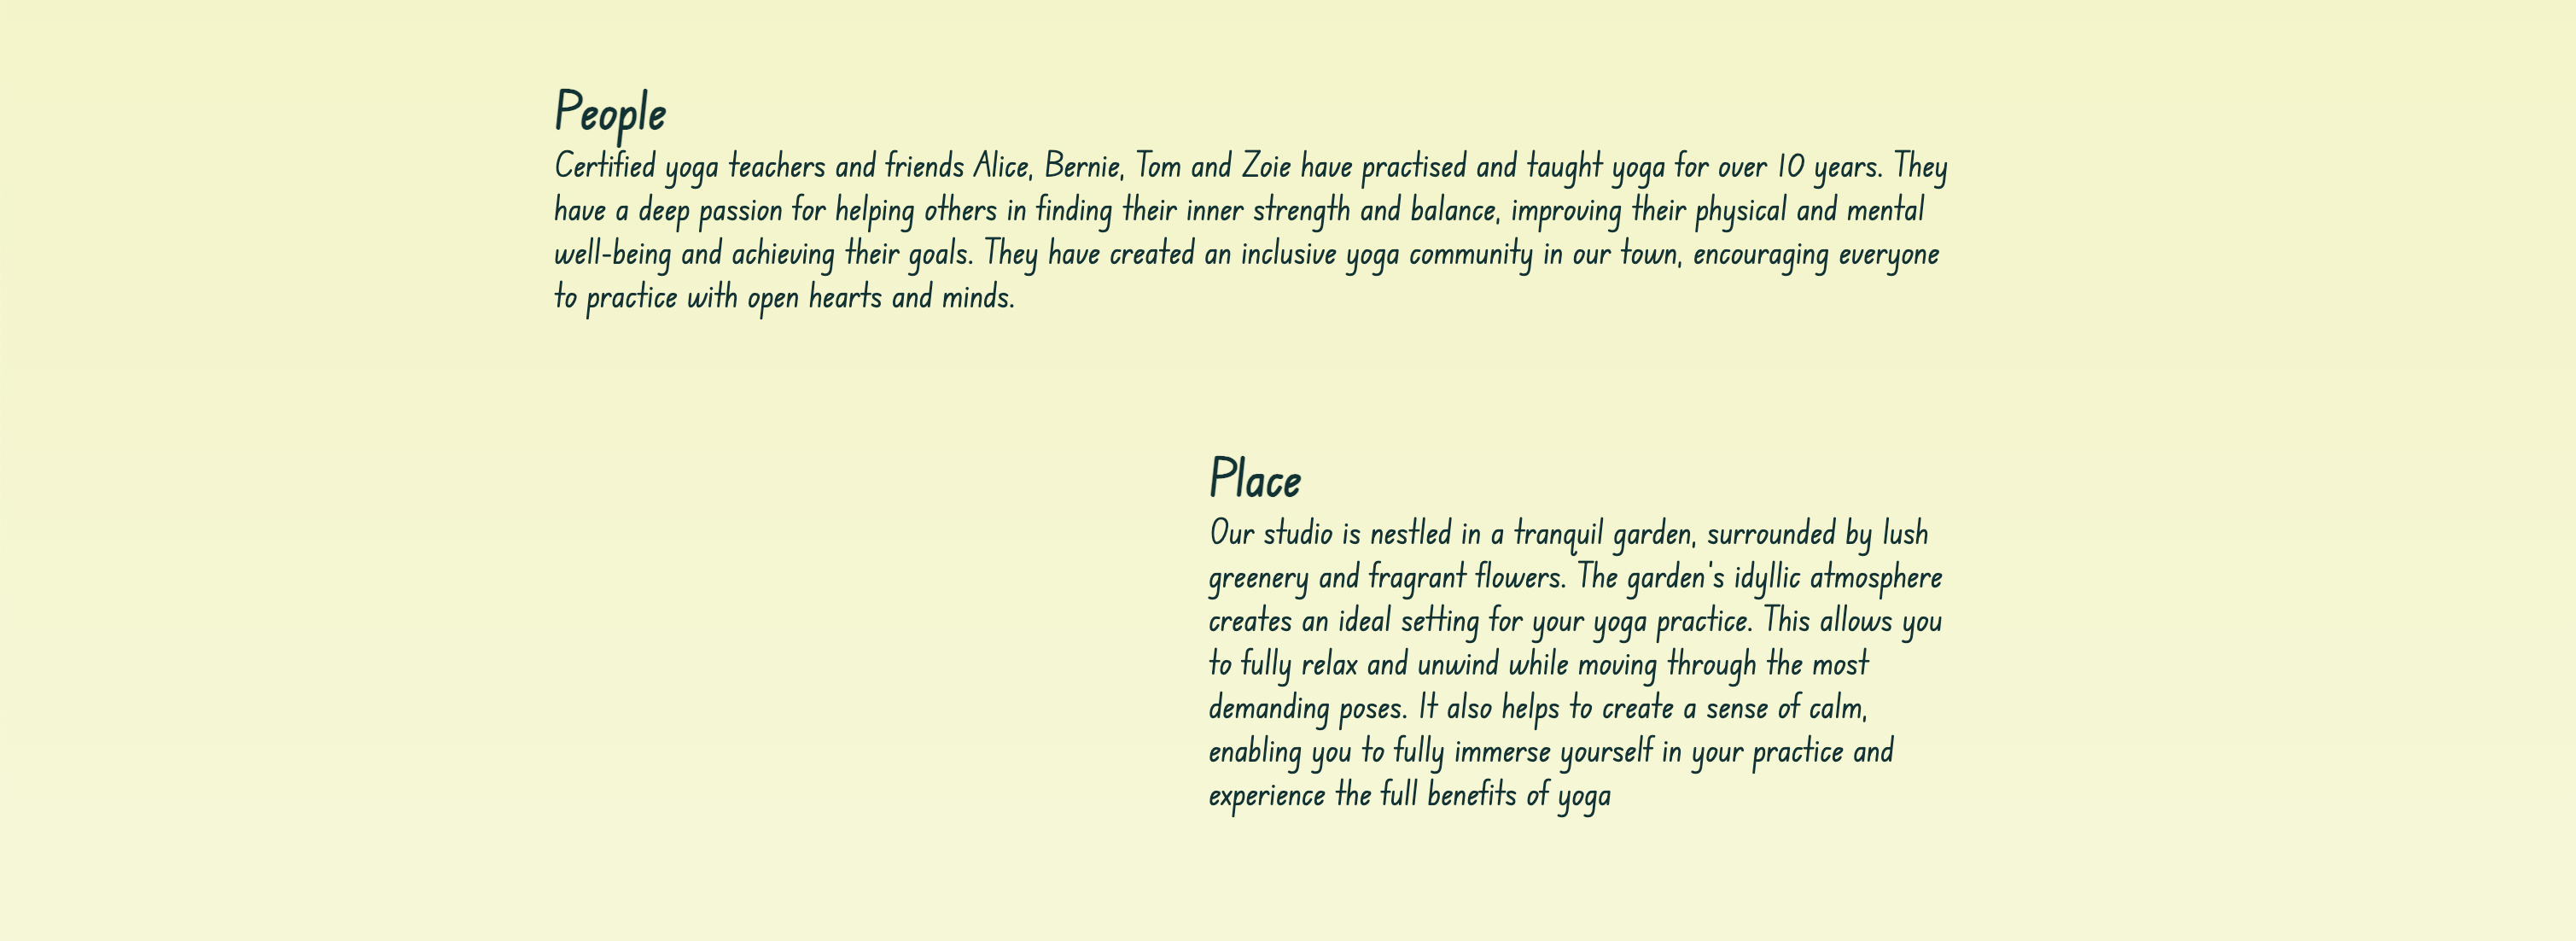 People
Certified yoga teachers and friends Alice, Bernie, Tom and Zoie have practised and taught yoga for over 10 years. They
have a deep passion for helping others in finding their inner strength and balance, improving their physical and mental
well-being and achieving their goals. They have created an inclusive yoga community in our town, encouraging everyone
to practice with open hearts and minds.
Place
Our studio is nestled in a tranquil garden, surrounded by lush
greenery and fragrant flowers. The garden's idyllic atmosphere
creates an ideal setting for your yoga practice. This allows you
to fully relax and unwind while moving through the most
demanding poses. It also helps to create a sense of calm,
enabling you to fully immerse yourself in your practice and
experience the full benefits of yoga